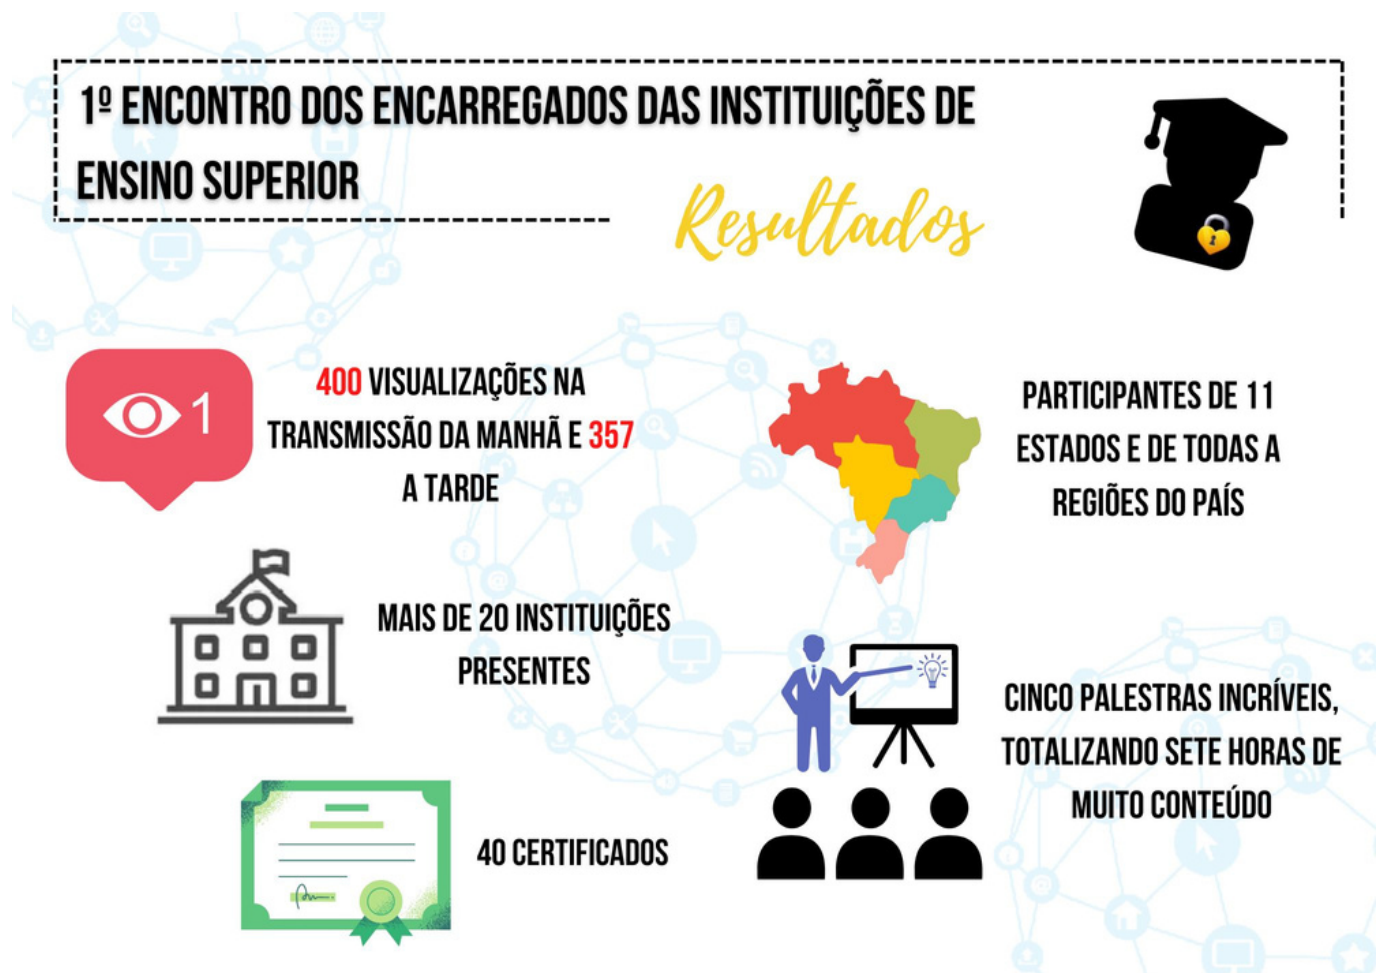 1º ENCONTRO DOS ENCARREGADOS DAS INSTITUIÇÕES DE
ENSINO SUPERIOR
Resultados
1
400 VISUALIZAÇÕES NA
TRANSMISSÃO DA MANHÃ E 357
A TARDE
PARTICIPANTES DE 11
ESTADOS E DE TODAS A
REGIÕES DO PAÍS
MAIS DE 20 INSTITUIÇÕES
PRESENTES
CINCO PALESTRAS INCRÍVEIS,
TOTALIZANDO SETE HORAS DE
MUITO CONTEÚDO
40 CERTIFICADOS